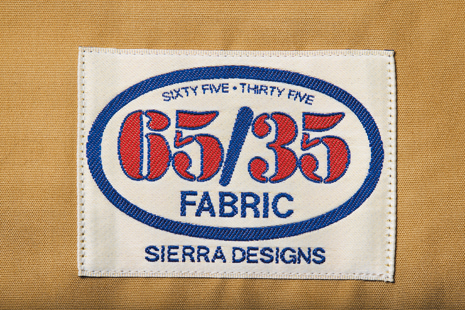 SIXTY FIVE • THIRTY FIVE
65/35
FABRIC
SIERRA DESIGNS